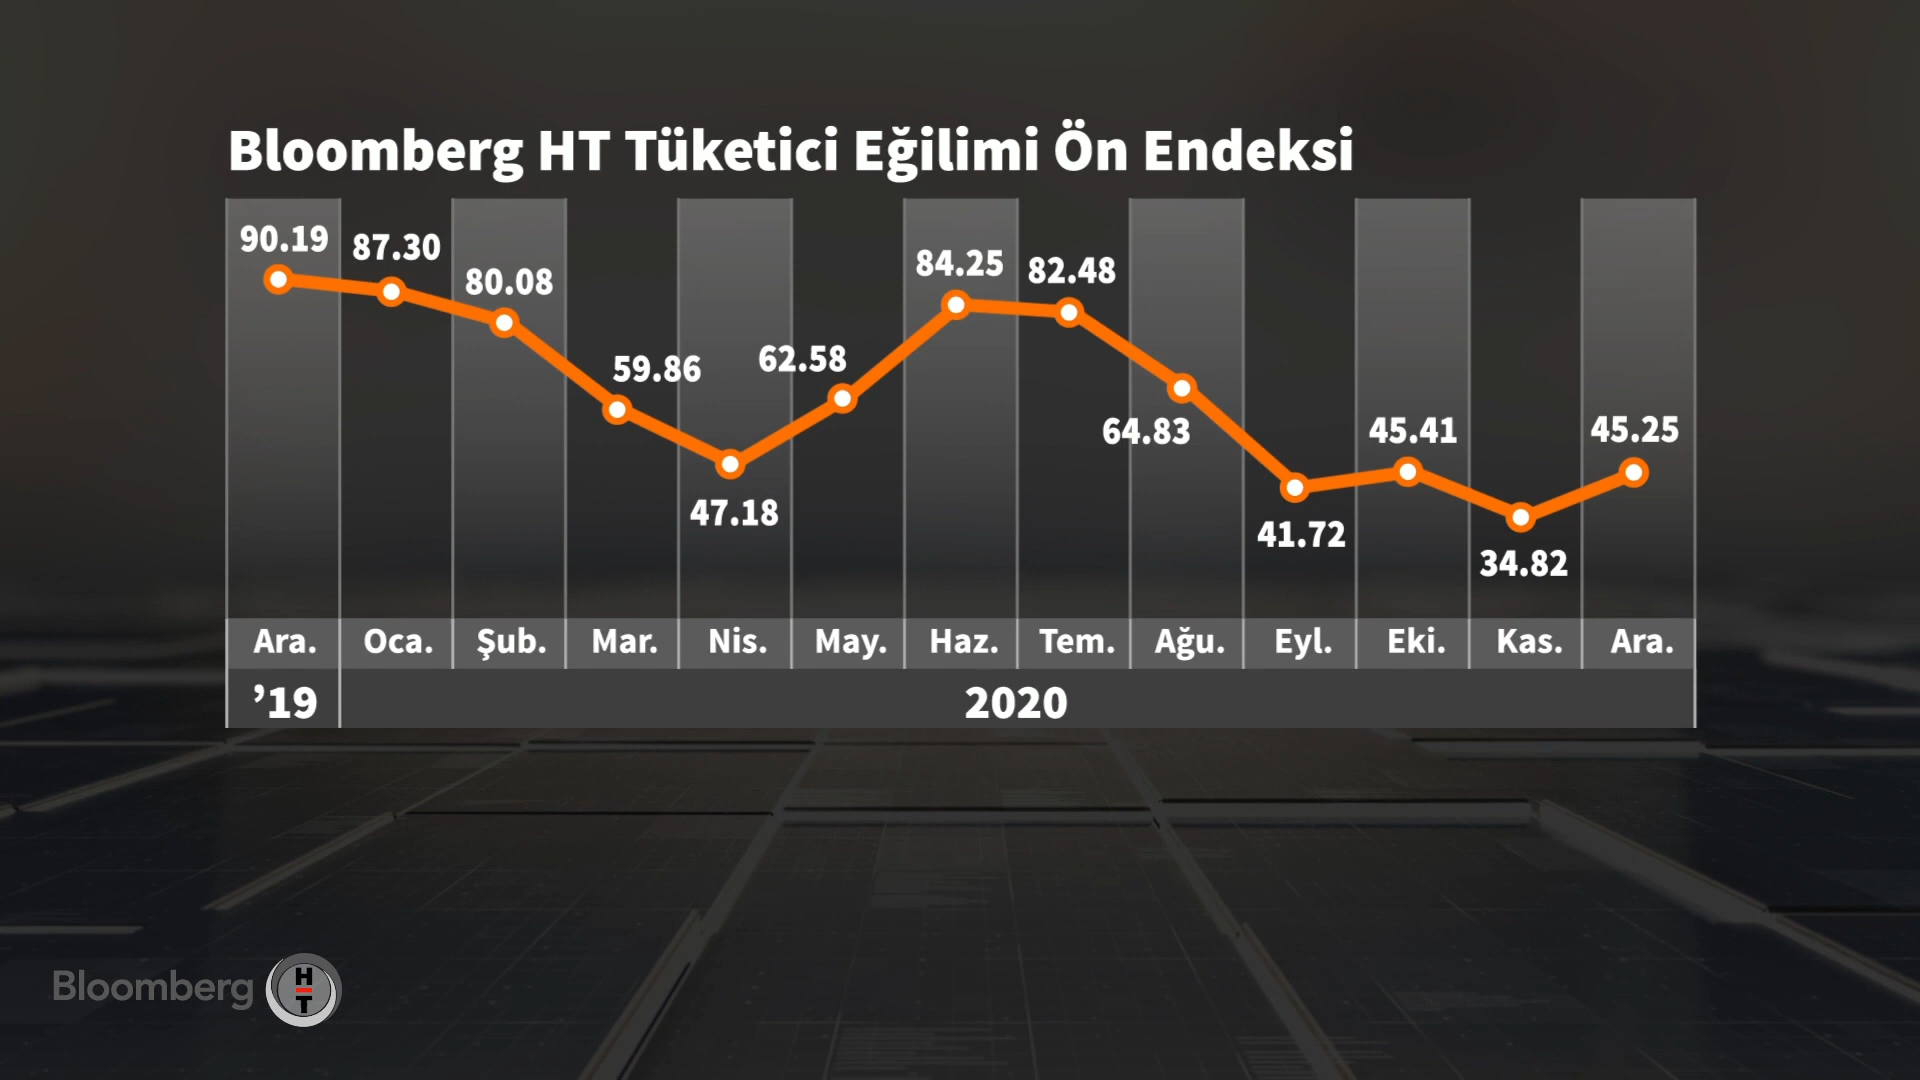 Bloomberg HT Tüketici Eğilimi Ön Endeksi
90.19 87.30 80.08 59.86 47.18 62.58 84.25 82.48 64.83 41.72 45.41 34.82 45.25
Ara. Oca. Şub. Mar. Nis. May. Haz. Tem. Ağu. Eyl. Eki. Kas. Ara.
’19 2020
Bloomberg HT